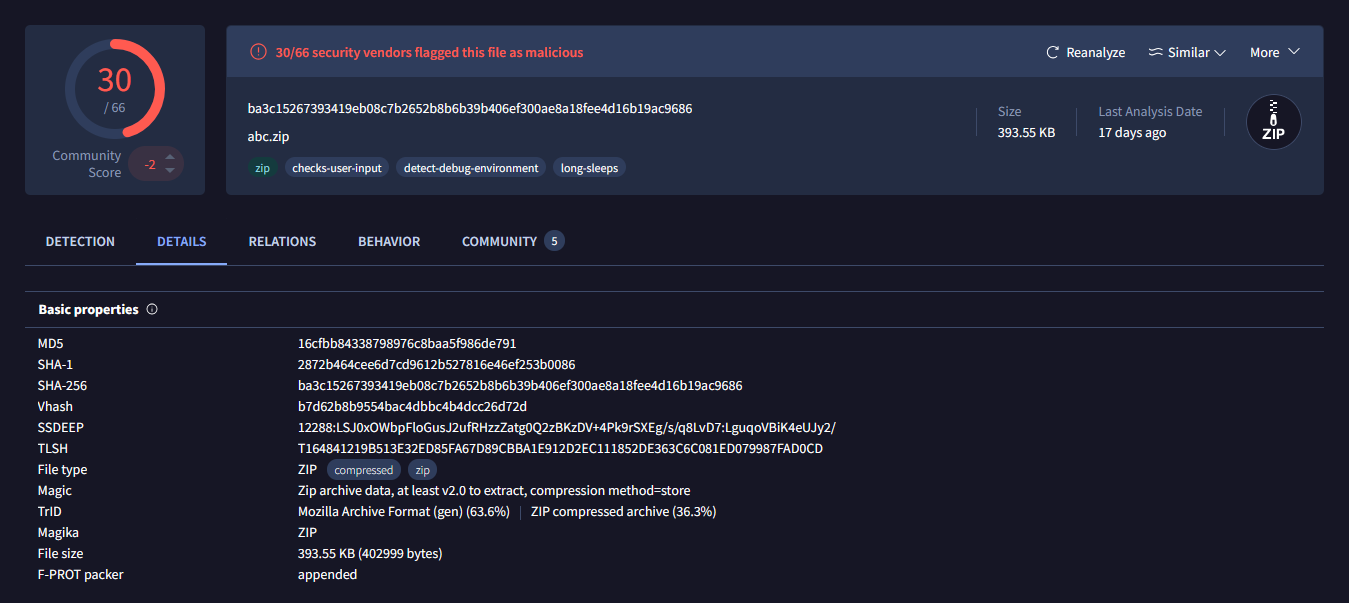 30
/ 66
Community Score
-2
30/66 security vendors flagged this file as malicious
Reanalyze
Similar
More
ba3c15267393419eb08c7b2652b8b6b39b406ef300ae8a18fee4d16b19ac9686
abc.zip
zip checks-user-input detect-debug-environment long-sleeps
Size
393.55 KB
Last Analysis Date
17 days ago
ZIP
DETECTION DETAILS RELATIONS BEHAVIOR COMMUNITY 5
Basic properties
MD5 16cfbb84338798976c8baa5f986de791
SHA-1 2872b464cee6d7cd9612b527816e46ef253b0086
SHA-256 ba3c15267393419eb08c7b2652b8b6b39b406ef300ae8a18fee4d16b19ac9686
Vhash b7d62b8b9554bac4dbbc4b4dcc26d72d
SSDEEP 12288:LSJ0xOWbpFloGusJ2ufRHzzZatg0Q2zBKzDV+4Pk9rSXEg/s/q8LvD7:LguqoVBiK4eUJy2/
TLSH T164841219B513E32ED85FA67D89CBBA1E912D2EC111852DE363C6C081ED079987FAD0CD
File type ZIP compressed zip
Magic Zip archive data, at least v2.0 to extract, compression method=store
TrID Mozilla Archive Format (gen) (63.6%) | ZIP compressed archive (36.3%)
Magika ZIP
File size 393.55 KB (402999 bytes)
F-PROT packer appended